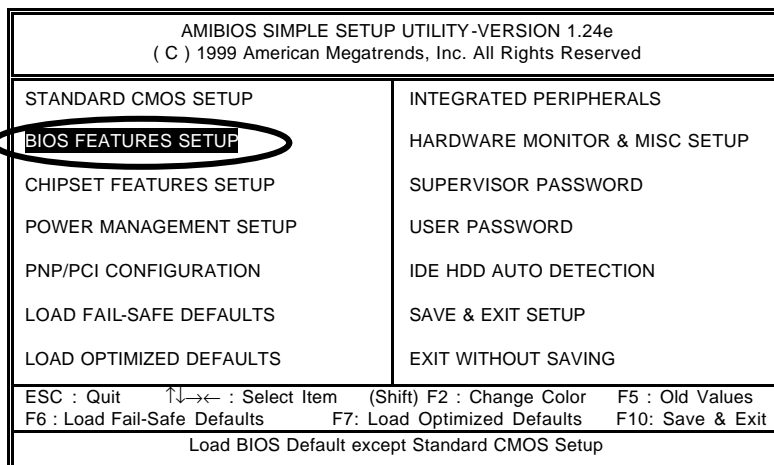 AMIBIOS SIMPLE SETUP UTILITY-VERSION 1.24e
( C ) 1999 American Megatrends, Inc. All Rights Reserved
STANDARD CMOS SETUP
BIOS FEATURES SETUP
CHIPSET FEATURES SETUP
POWER MANAGEMENT SETUP
PNP/PCI CONFIGURATION
LOAD FAIL-SAFE DEFAULTS
LOAD OPTIMIZED DEFAULTS
INTEGRATED PERIPHERALS
HARDWARE MONITOR & MISC SETUP
SUPERVISOR PASSWORD
USER PASSWORD
IDE HDD AUTO DETECTION
SAVE & EXIT SETUP
EXIT WITHOUT SAVING
ESC : Quit ↑↓→← : Select Item (Shift) F2 : Change Color F5 : Old Values
F6 : Load Fail-Safe Defaults F7: Load Optimized Defaults F10: Save & Exit
Load BIOS Default except Standard CMOS Setup